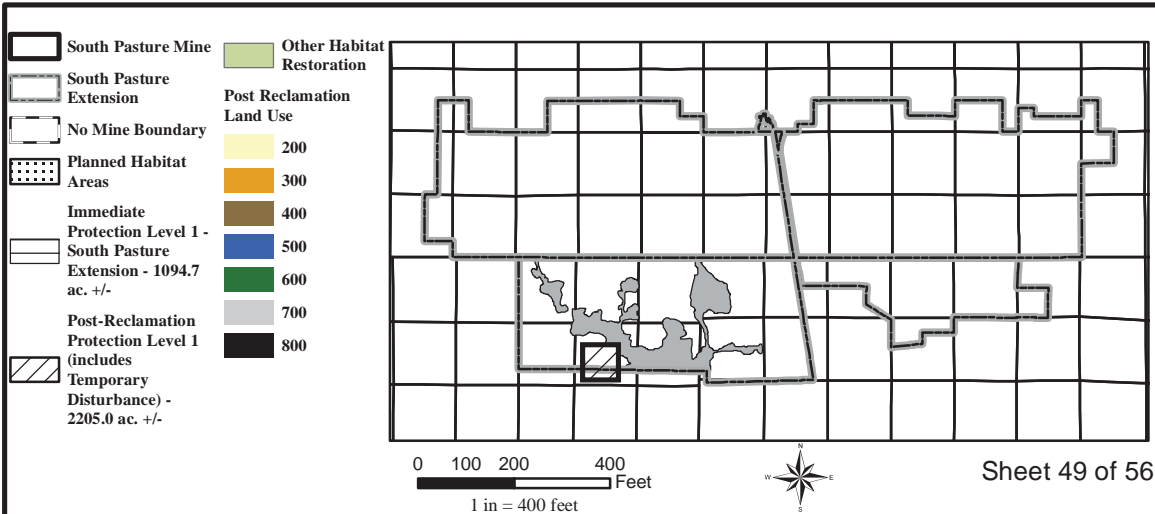 South Pasture Mine
South Pasture
Extension
No Mine Boundary
Planned Habitat
Areas
Immediate
Protection Level 1 -
South Pasture
Extension - 1094.7
ac. +/-
Post-Reclamation
Protection Level 1
(includes
Temporary
Disturbance) -
2205.0 ac. +/-
Other Habitat
Restoration
Post Reclamation
Land Use
200
300
400
500
600
700
800
0 100 200 400
Feet
1 in = 400 feet
N
W E
S
Sheet 49 of 56